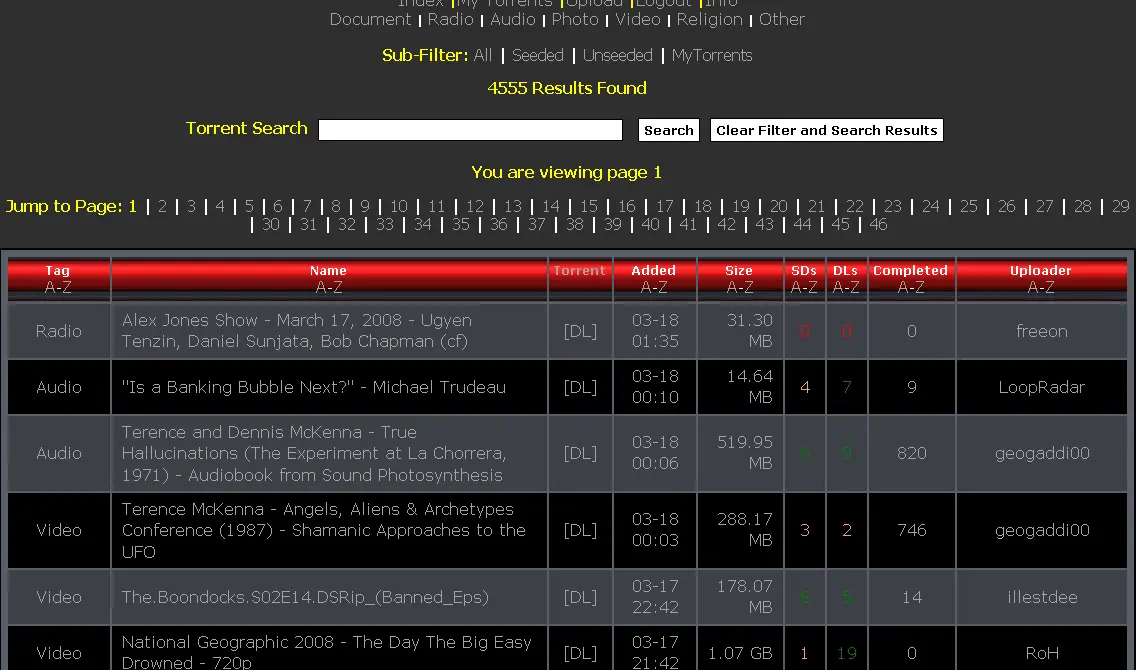 Index | My Torrents | Upload | Logout | Info
Document | Radio | Audio | Photo | Video | Religion | Other
Sub-Filter: All | Seeded | Unseeded | MyTorrents
4555 Results Found
Torrent Search Search Clear Filter and Search Results
You are viewing page 1
Jump to Page: 1 | 2 | 3 | 4 | 5 | 6 | 7 | 8 | 9 | 10 | 11 | 12 | 13 | 14 | 15 | 16 | 17 | 18 | 19 | 20 | 21 | 22 | 23 | 24 | 25 | 26 | 27 | 28 | 29
| 30 | 31 | 32 | 33 | 34 | 35 | 36 | 37 | 38 | 39 | 40 | 41 | 42 | 43 | 44 | 45 | 46
Tag Name Torrent Added Size SDs DLs Completed Uploader
A-Z A-Z A-Z A-Z A-Z A-Z A-Z A-Z
Radio Alex Jones Show - March 17, 2008 - Ugyen [DL] 03-18 31.30 0 0 0 freeon
Tenzin, Daniel Sunjata, Bob Chapman (cf) 01:35 MB
Audio "Is a Banking Bubble Next?" - Michael Trudeau [DL] 03-18 14.64 4 7 9 LoopRadar
00:10 MB
Audio Terence and Dennis McKenna - True [DL] 03-18 519.95 6 9 820 geogaddi00
Hallucinations (The Experiment at La Chorrera, 00:06 MB
1971) - Audiobook from Sound Photosynthesis
Video Terence McKenna - Angels, Aliens & Archetypes [DL] 03-18 288.17 3 2 746 geogaddi00
Conference (1987) - Shamanic Approaches to the 00:03 MB
UFO
Video The.Boondocks.S02E14.DSRip_(Banned_Eps) [DL] 03-17 178.07 6 5 14 illestdee
22:42 MB
Video National Geographic 2008 - The Day The Big Easy [DL] 03-17 1.07 GB 1 19 0 RoH
Drowned - 720p 21:42